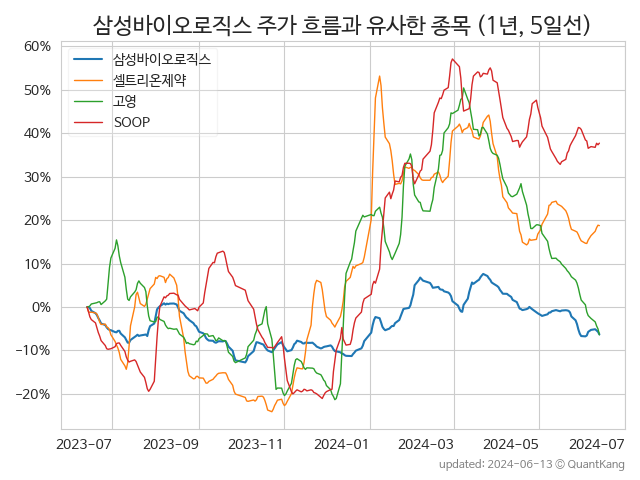 삼성바이오로직스 주가 흐름과 유사한 종목 (1년, 5일선)
60%
50%
40%
30%
20%
10%
0%
−10%
−20%
삼성바이오로직스
셀트리온제약
고영
SOOP
2023-07 2023-09 2023-11 2024-01 2024-03 2024-05 2024-07
updated: 2024-06-13 © QuantKang